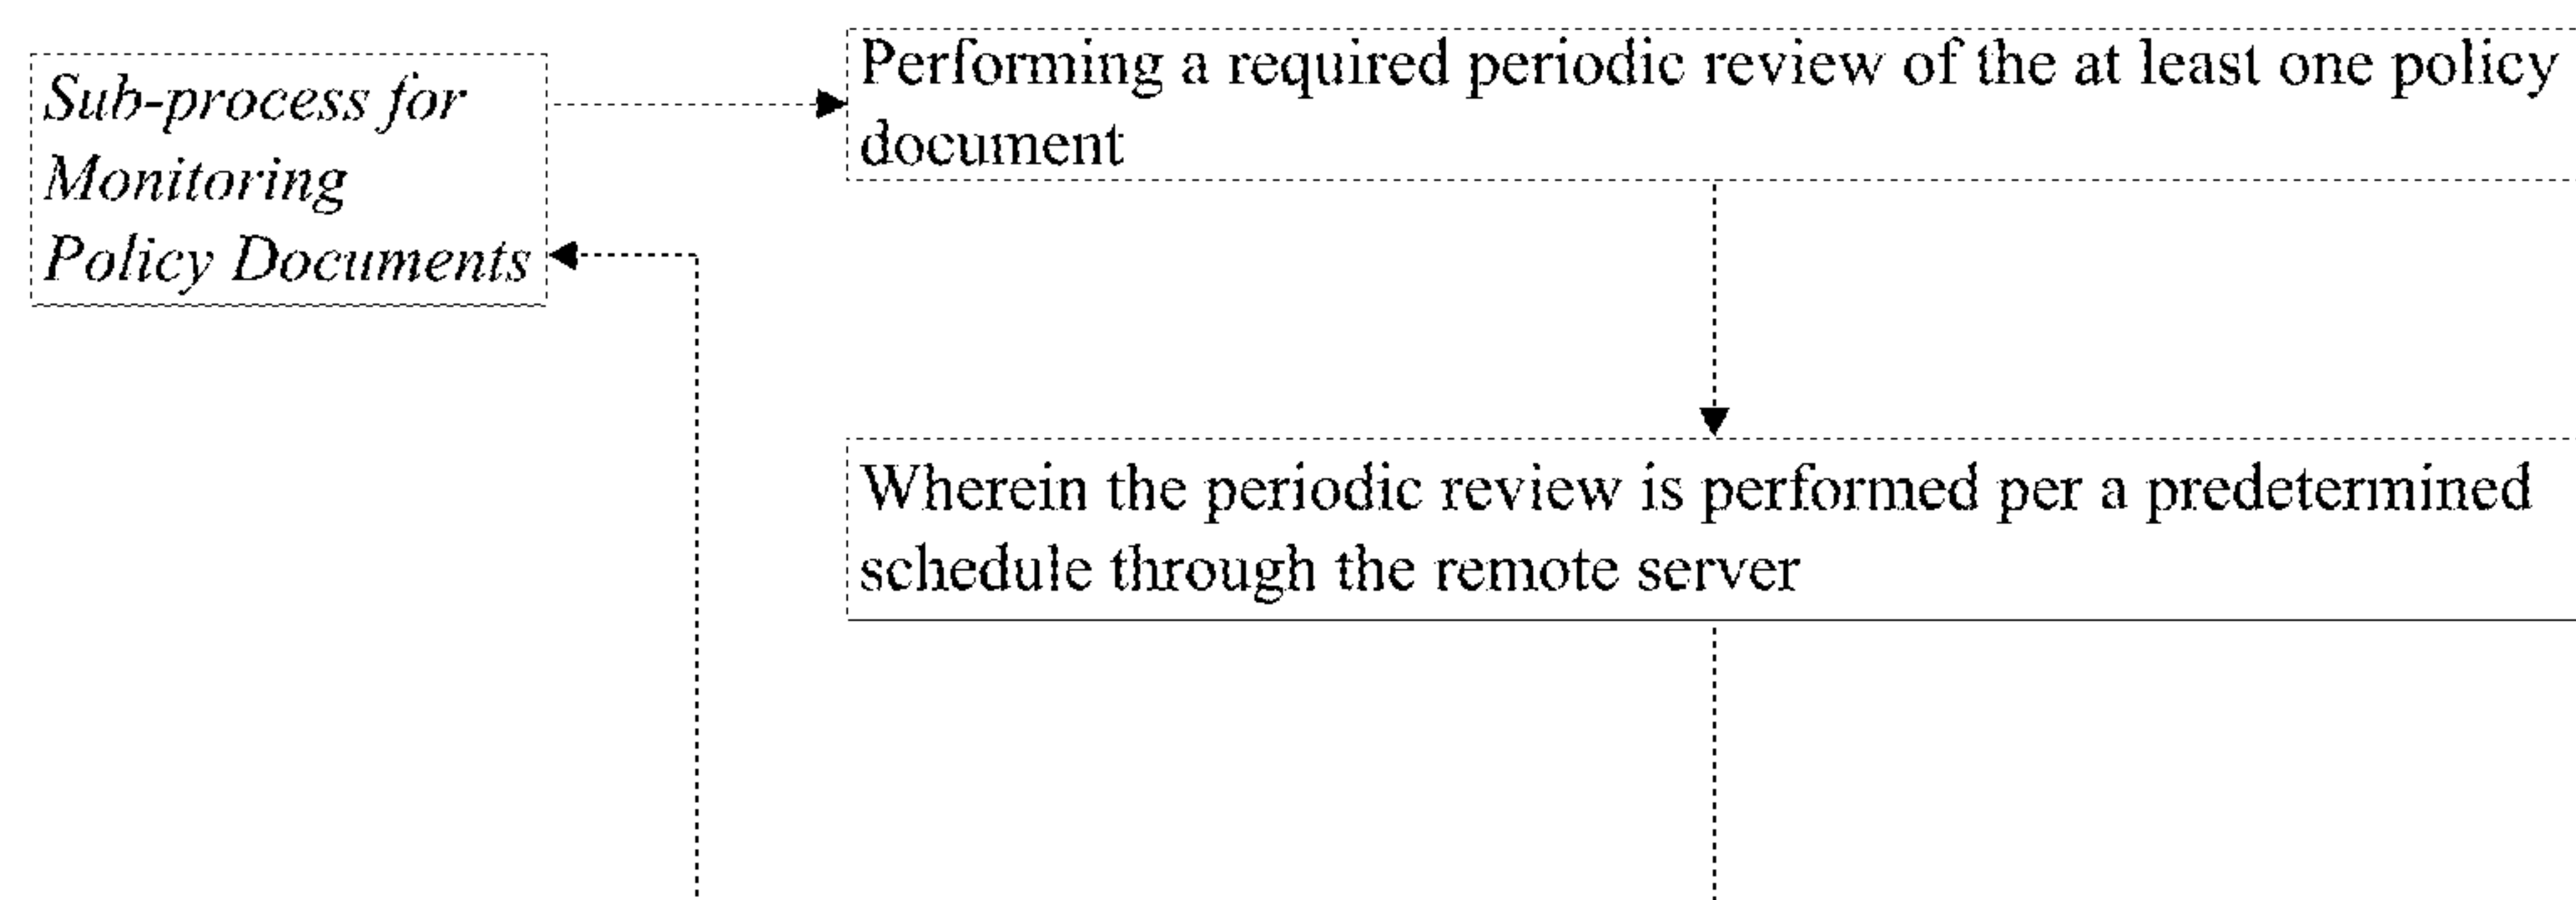 Sub-process for
Monitoring
Policy Documents
Performing a required periodic review of the at least one policy
document
Wherein the periodic review is performed per a predetermined
schedule through the remote server